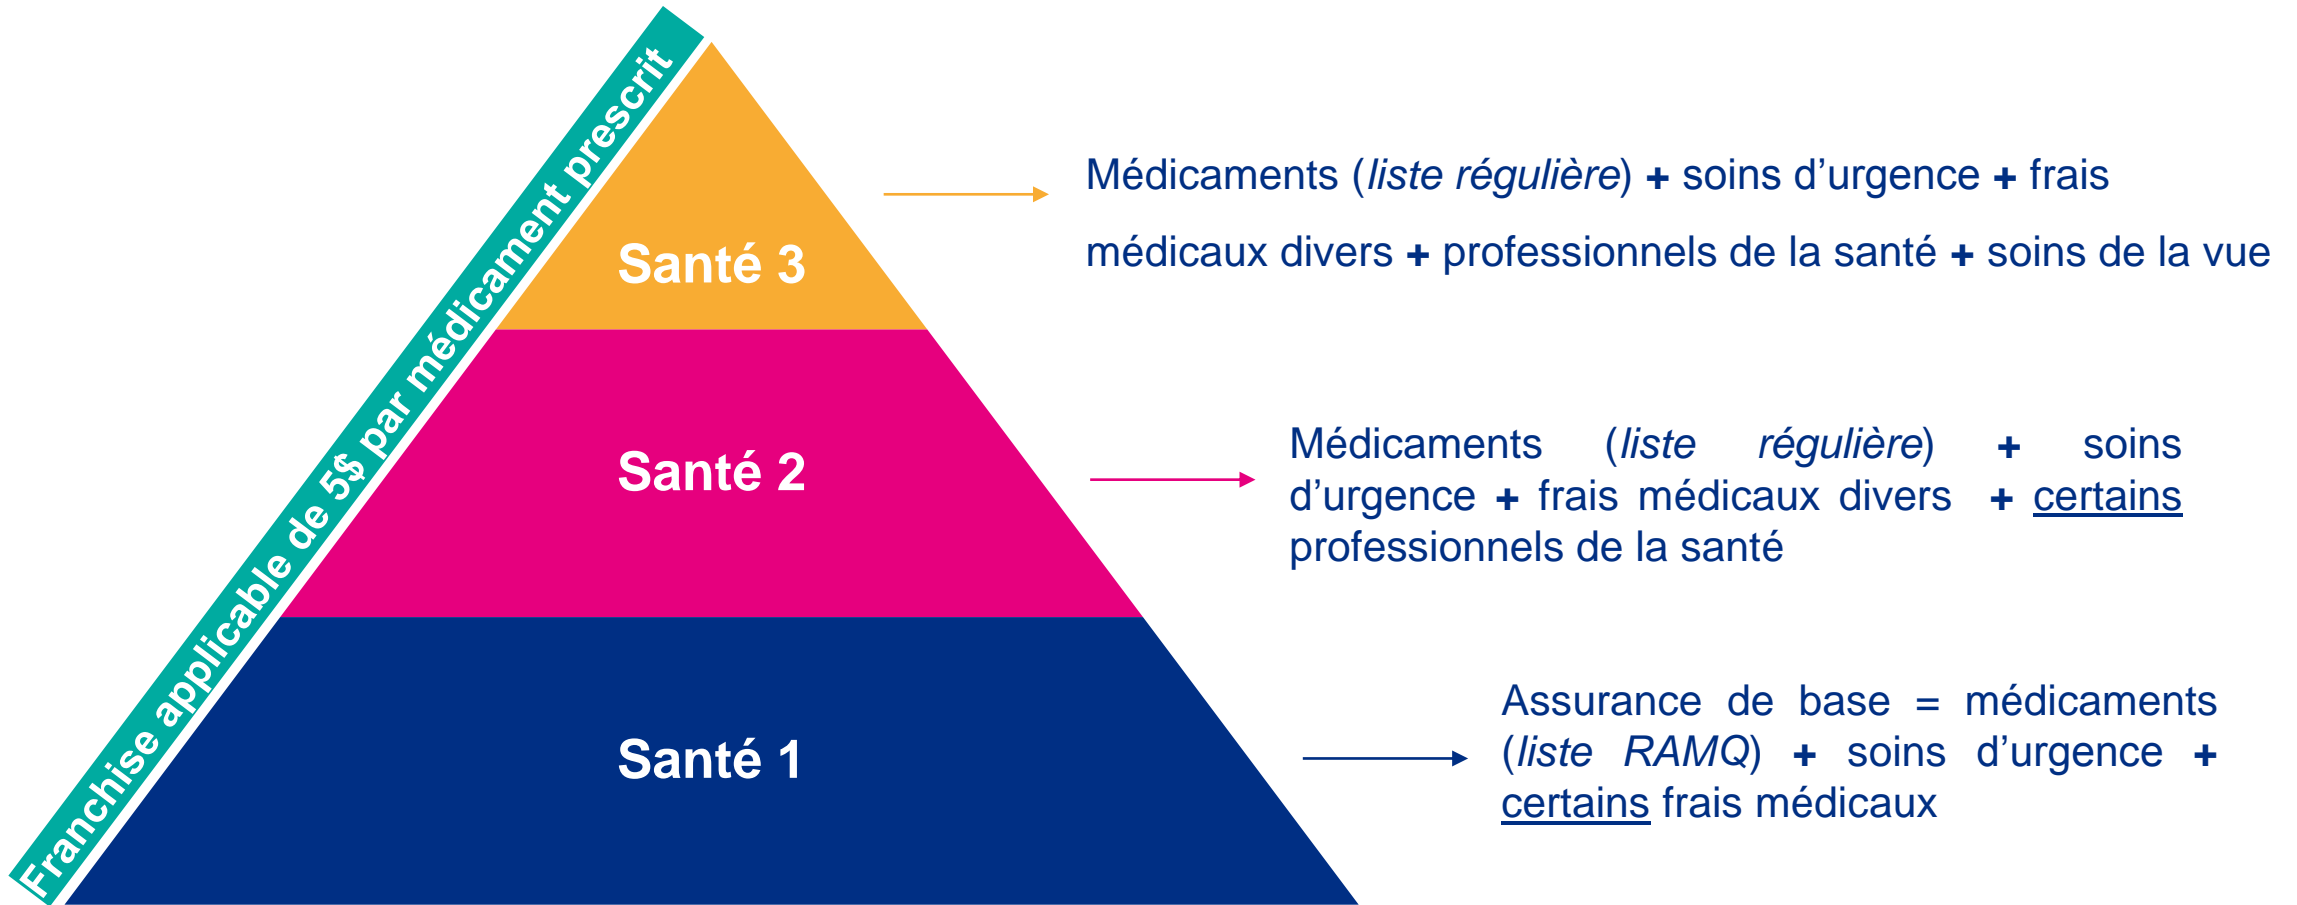 Franchise applicable de 5$ par médicament prescrit
Santé 3
Médicaments (liste régulière) + soins d’urgence + frais
médicaux divers + professionnels de la santé + soins de la vue
Santé 2
Médicaments (liste régulière) + soins
d’urgence + frais médicaux divers + certains
professionnels de la santé
Santé 1
Assurance de base = médicaments
(liste RAMQ) + soins d’urgence +
certains frais médicaux